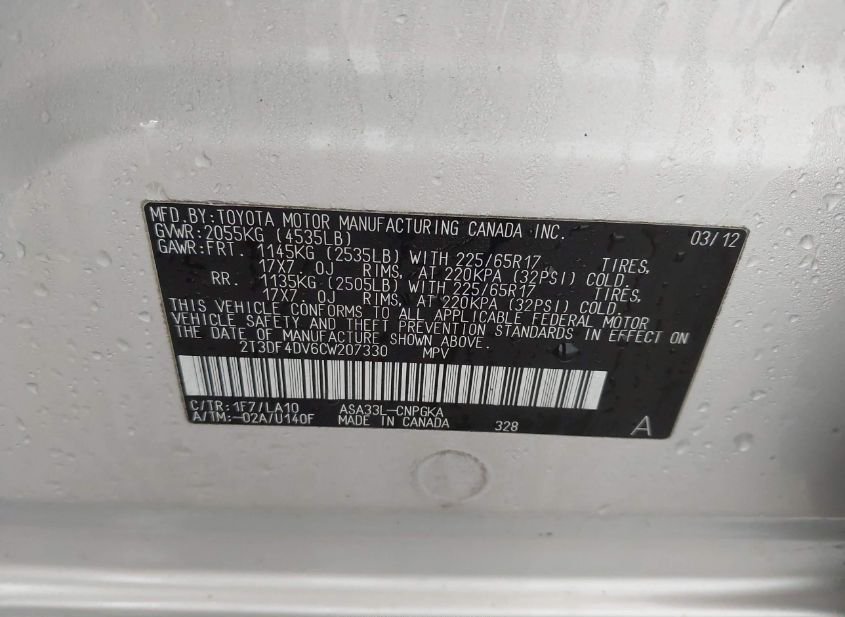 MFD.BY:TOYOTA MOTOR MANUFACTURING CANADA INC. 03/12
GVWR:2055KG (4535LB)
GAWR:FRT. 1145KG (2535LB) WITH 225/65R17 TIRES,
17X7. 0J RIMS, AT 220KPA (32PSI) COLD.
RR. 1135KG (2505LB) WITH 225/65R17 TIRES,
17X7. 0J RIMS, AT 220KPA (32PSI) COLD.
THIS VEHICLE CONFORMS TO ALL APPLICABLE FEDERAL MOTOR
VEHICLE SAFETY AND THEFT PREVENTION STANDARDS IN EFFECT ON
THE DATE OF MANUFACTURE SHOWN ABOVE.
2T3DF4DV6CW207330 MPV
C/TR:1F7/LA10 ASA33L-CNPGKA
A/TM:-02A/U140F MADE IN CANADA 328 A